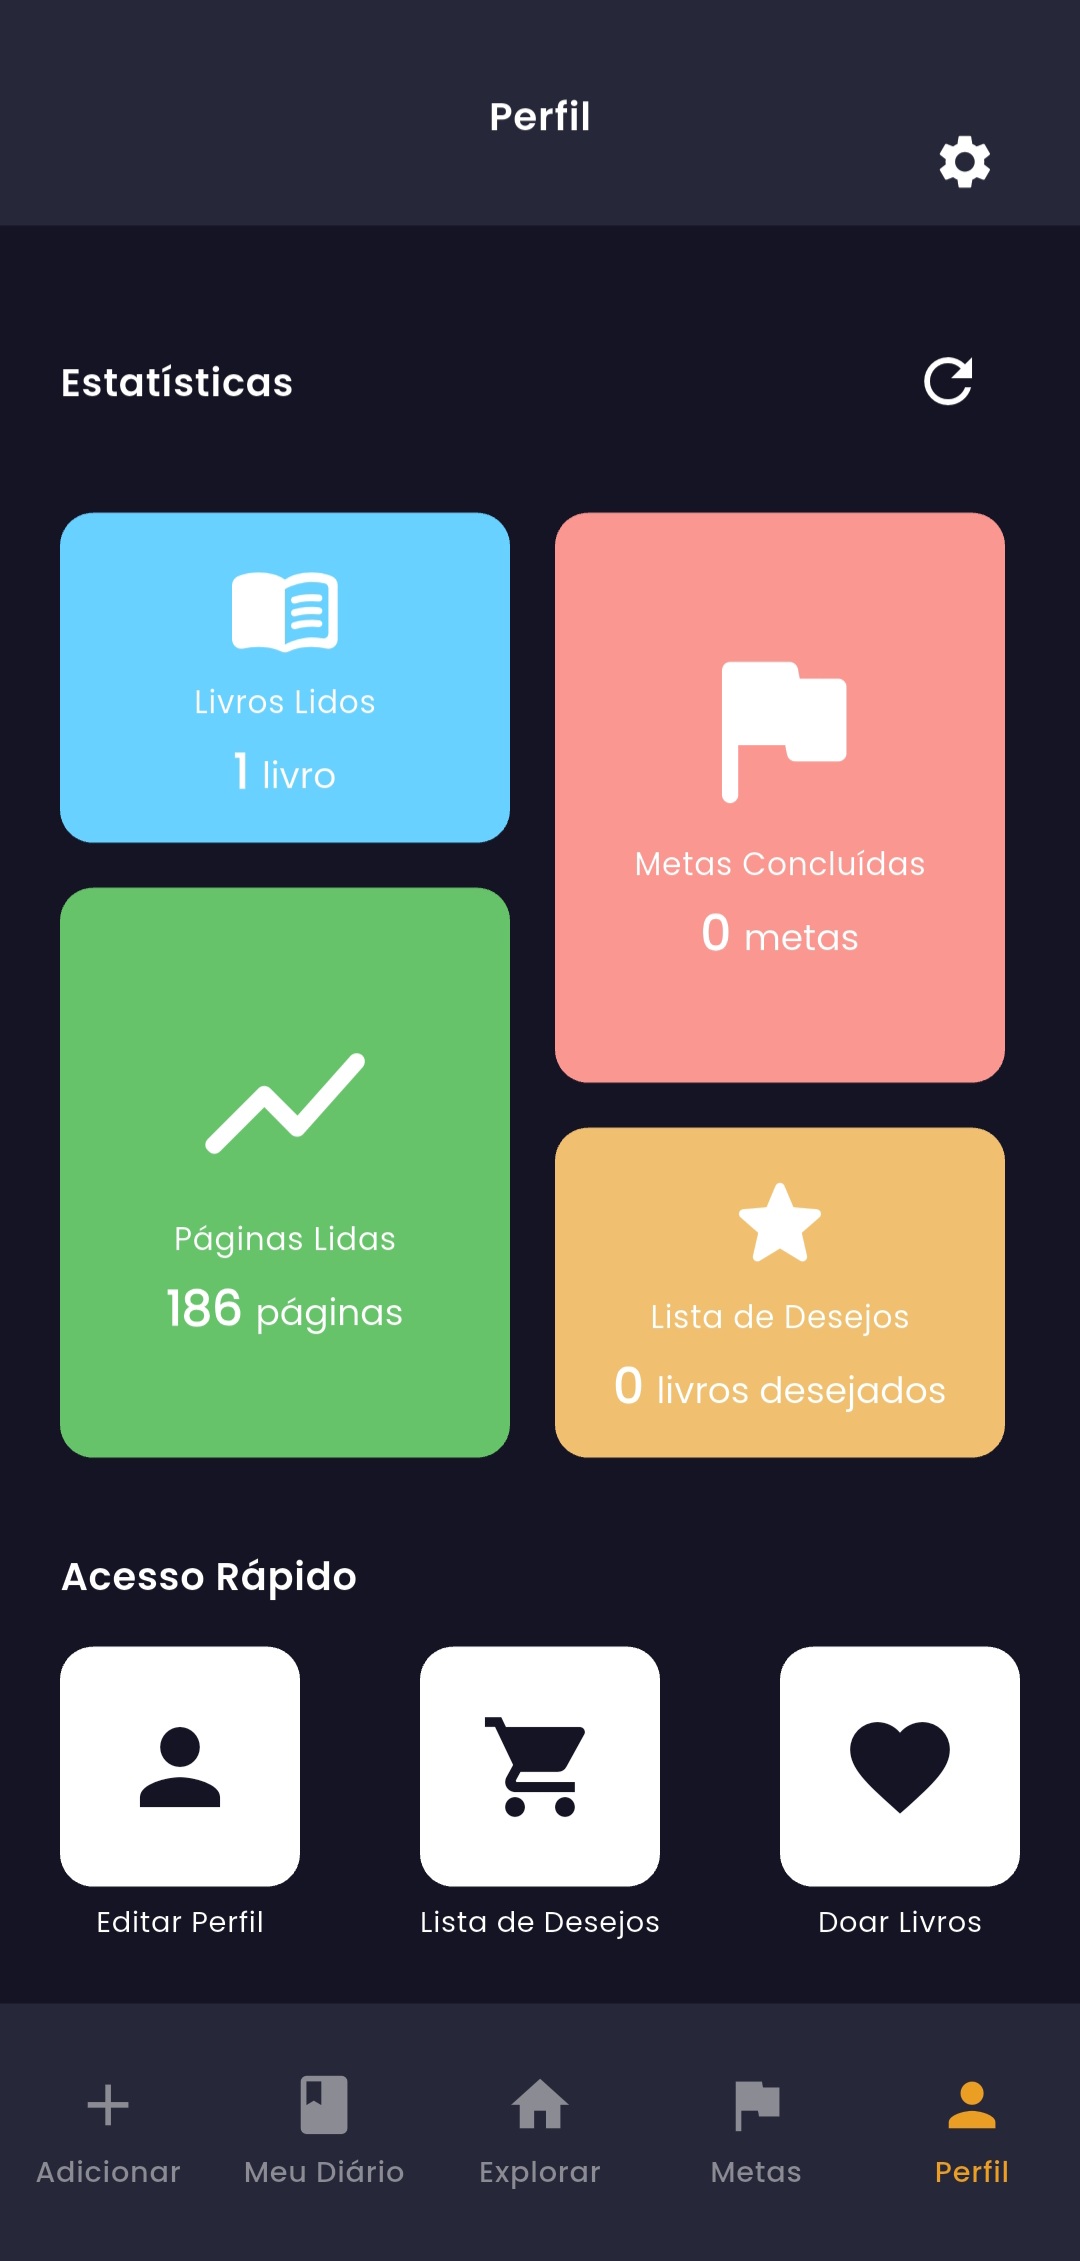 Perfil
Estatísticas
Livros Lidos
1 livro
Metas Concluídas
0 metas
Páginas Lidas
186 páginas
Lista de Desejos
0 livros desejados
Acesso Rápido
Editar Perfil
Lista de Desejos
Doar Livros
Adicionar
Meu Diário
Explorar
Metas
Perfil